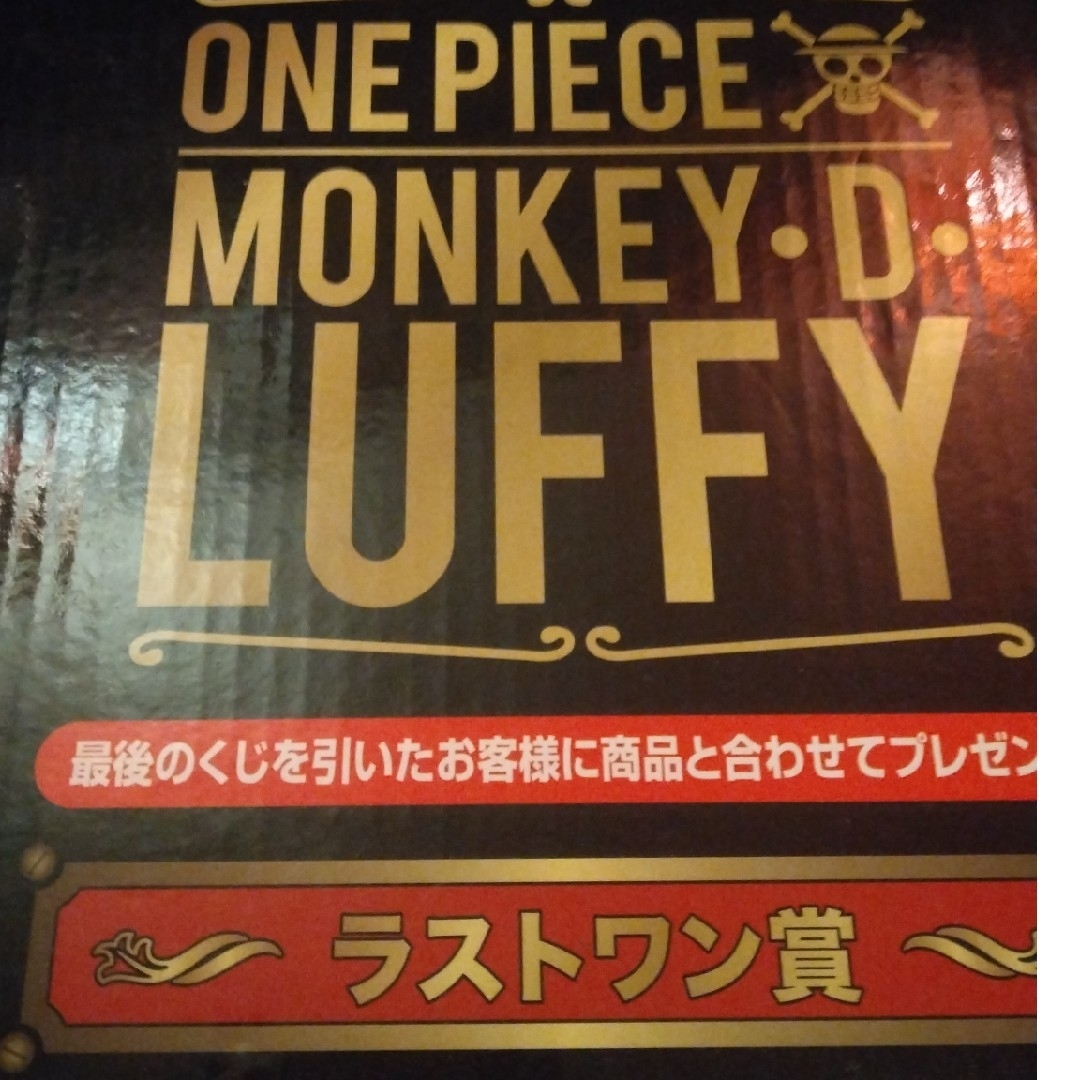 ONE PIECE
MONKEY・D・
LUFFY
最後のくじを引いたお客様に商品と合わせてプレゼン
ラストワン賞